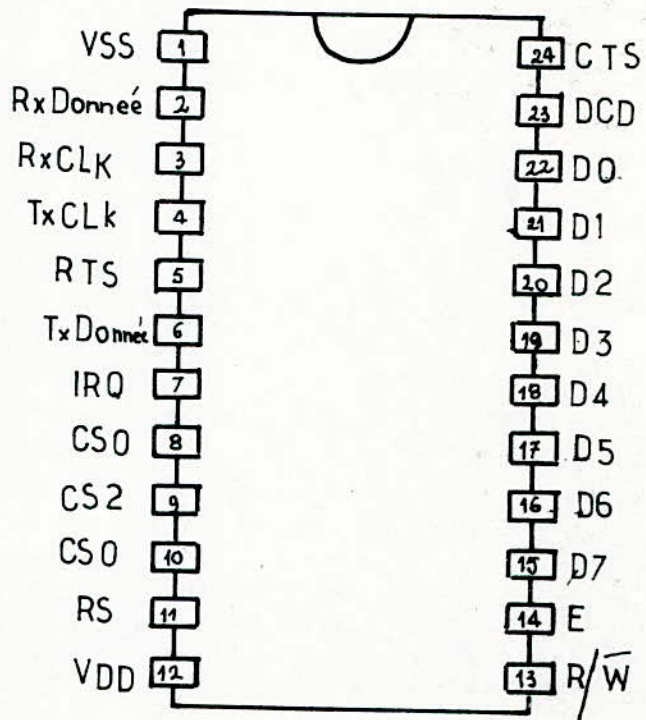 VSS 1
RxDonneé 2
RxCLK 3
TxCLk 4
RTS 5
TxDonneé 6
IRQ 7
CS0 8
CS2 9
CS0 10
RS 11
VDD 12
24 CTS
23 DCD
22 D0
21 D1
20 D2
19 D3
18 D4
17 D5
16 D6
15 D7
14 E
13 R/W̅